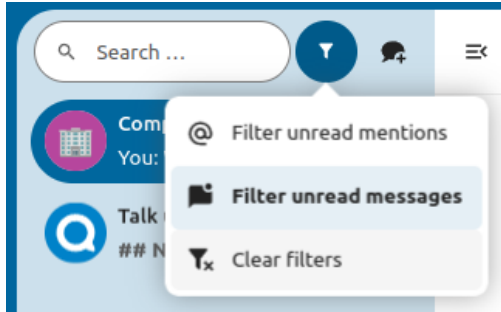 Search ...
Filter unread mentions
You:
Filter unread messages
Talk
## N
Clear filters